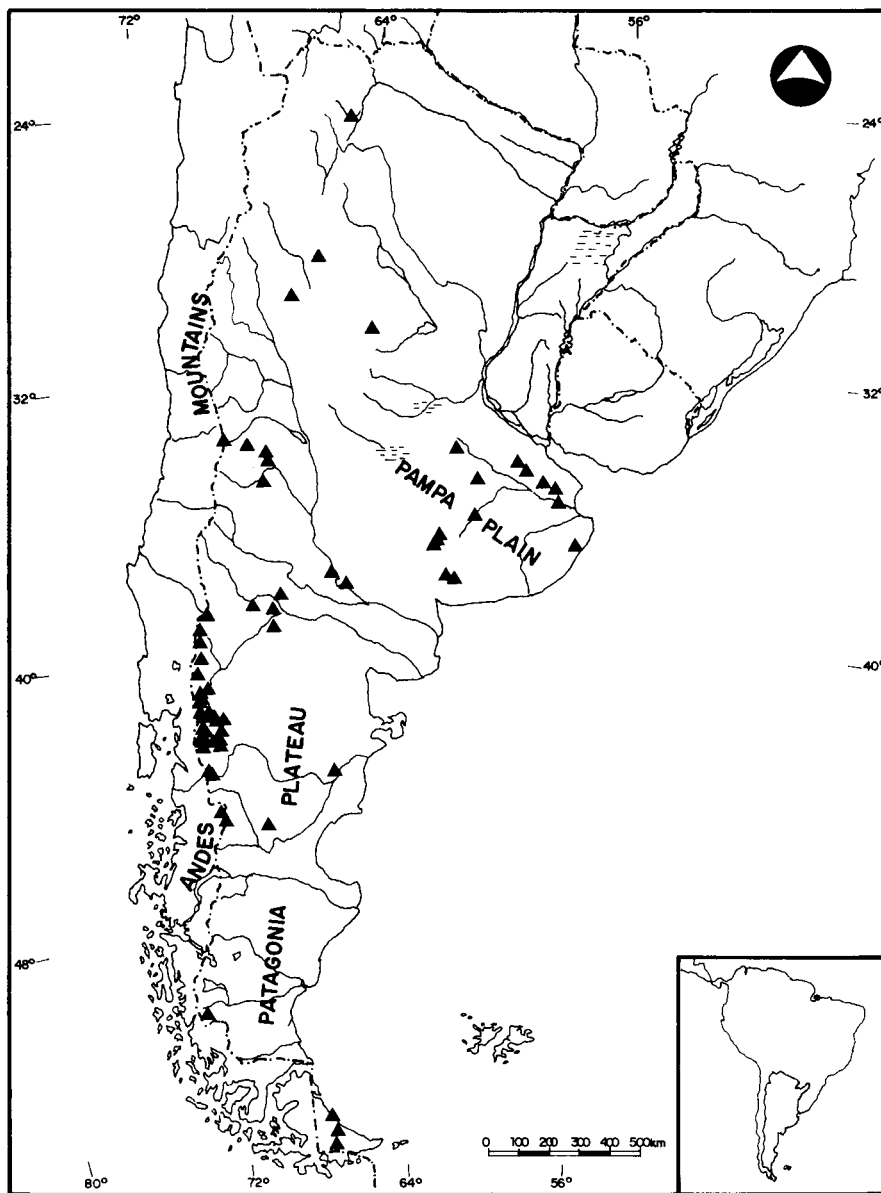 72° 64° 56°
24° 24°
MOUNTAINS
32° 32°
PAMPA
PLAIN
40° 40°
PLATEAU
ANDES
PATAGONIA
48°
0 100 200 300 400 500km
80° 72° 64° 56°